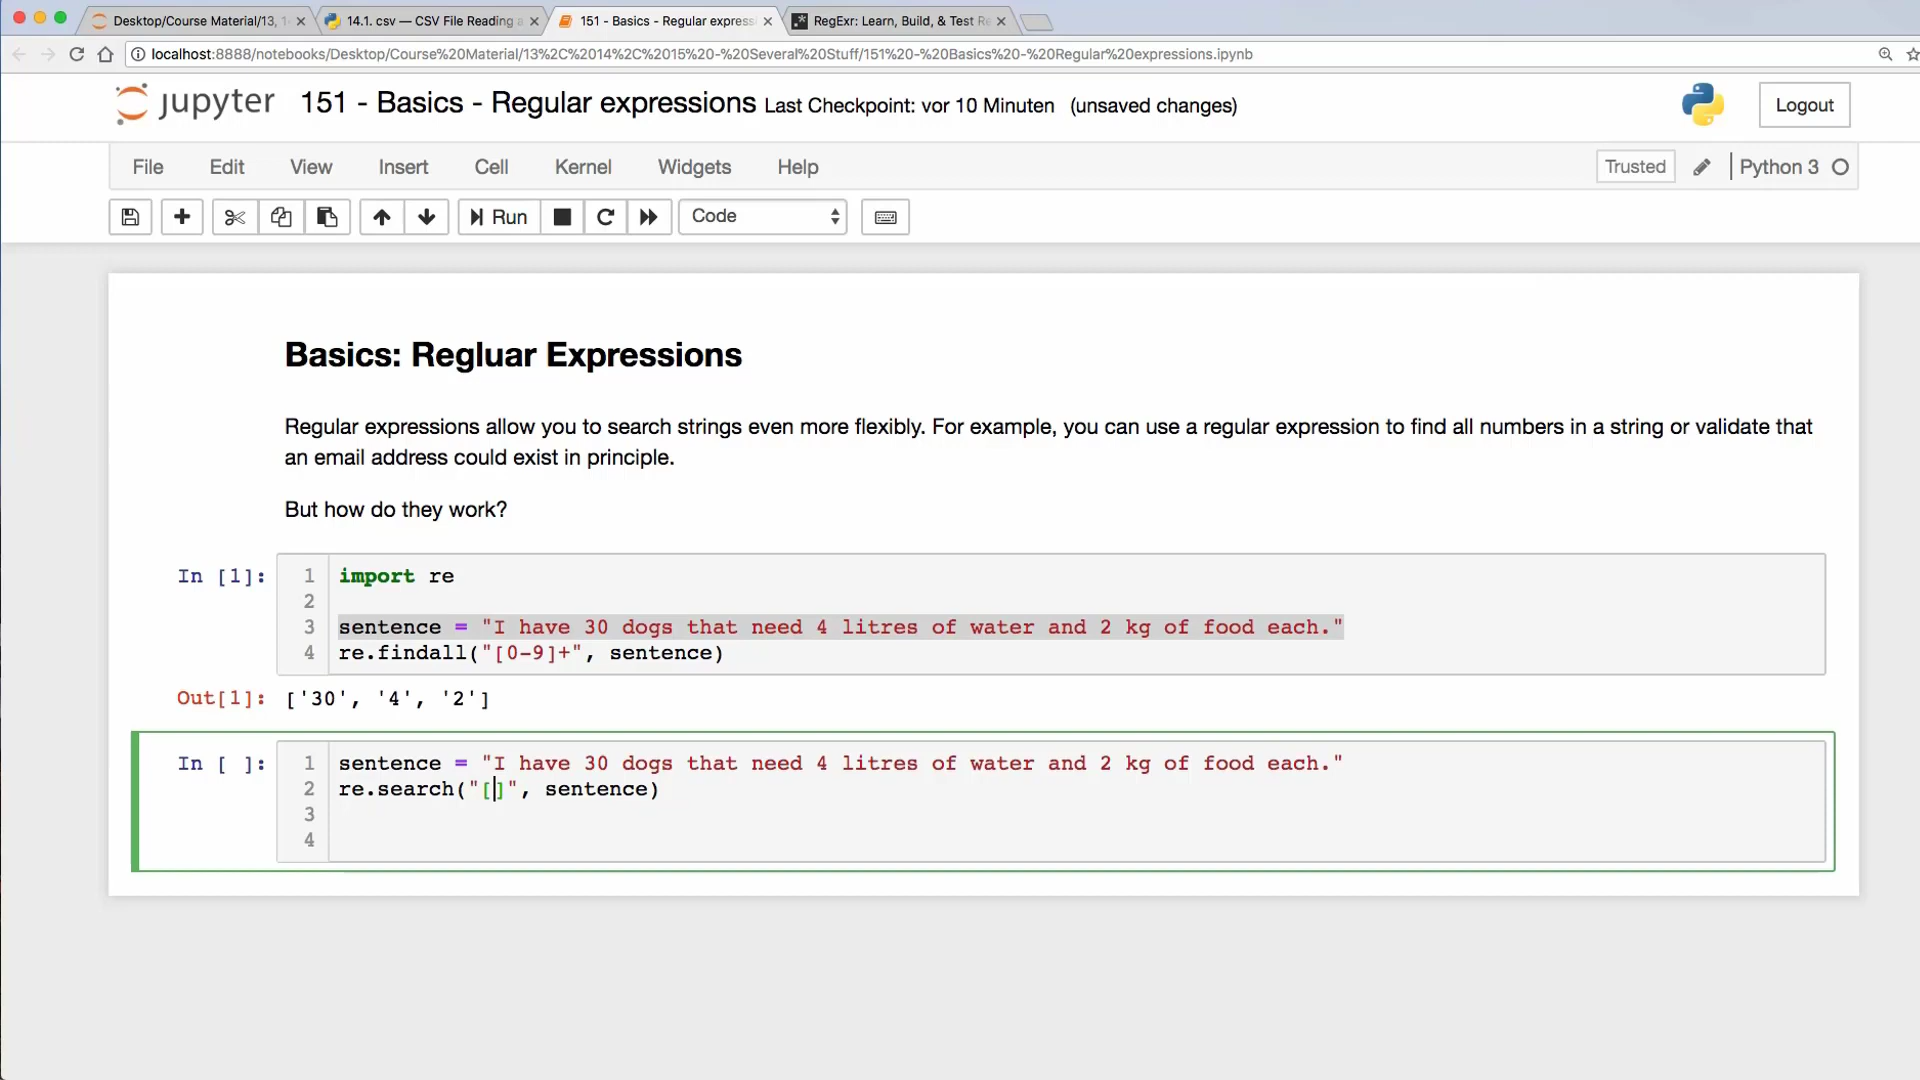 Desktop/Course Material/13, 1
14.1. csv — CSV File Reading a
151 - Basics - Regular express
RegExr: Learn, Build, & Test Re
localhost:8888/notebooks/Desktop/Course%20Material/13%2C%2014%2C%2015%20-%20Several%20Stuff/151%20-%20Basics%20-%20Regular%20expressions.ipynb
jupyter 151 - Basics - Regular expressions Last Checkpoint: vor 10 Minuten (unsaved changes)
Logout
File Edit View Insert Cell Kernel Widgets Help
Trusted Python 3
Run Code
Basics: Regluar Expressions
Regular expressions allow you to search strings even more flexibly. For example, you can use a regular expression to find all numbers in a string or validate that
an email address could exist in principle.
But how do they work?
In [1]: 1 import re
2
3 sentence = "I have 30 dogs that need 4 litres of water and 2 kg of food each."
4 re.findall("[0-9]+", sentence)
Out[1]: ['30', '4', '2']
In [ ]: 1 sentence = "I have 30 dogs that need 4 litres of water and 2 kg of food each."
2 re.search("[]", sentence)
3
4